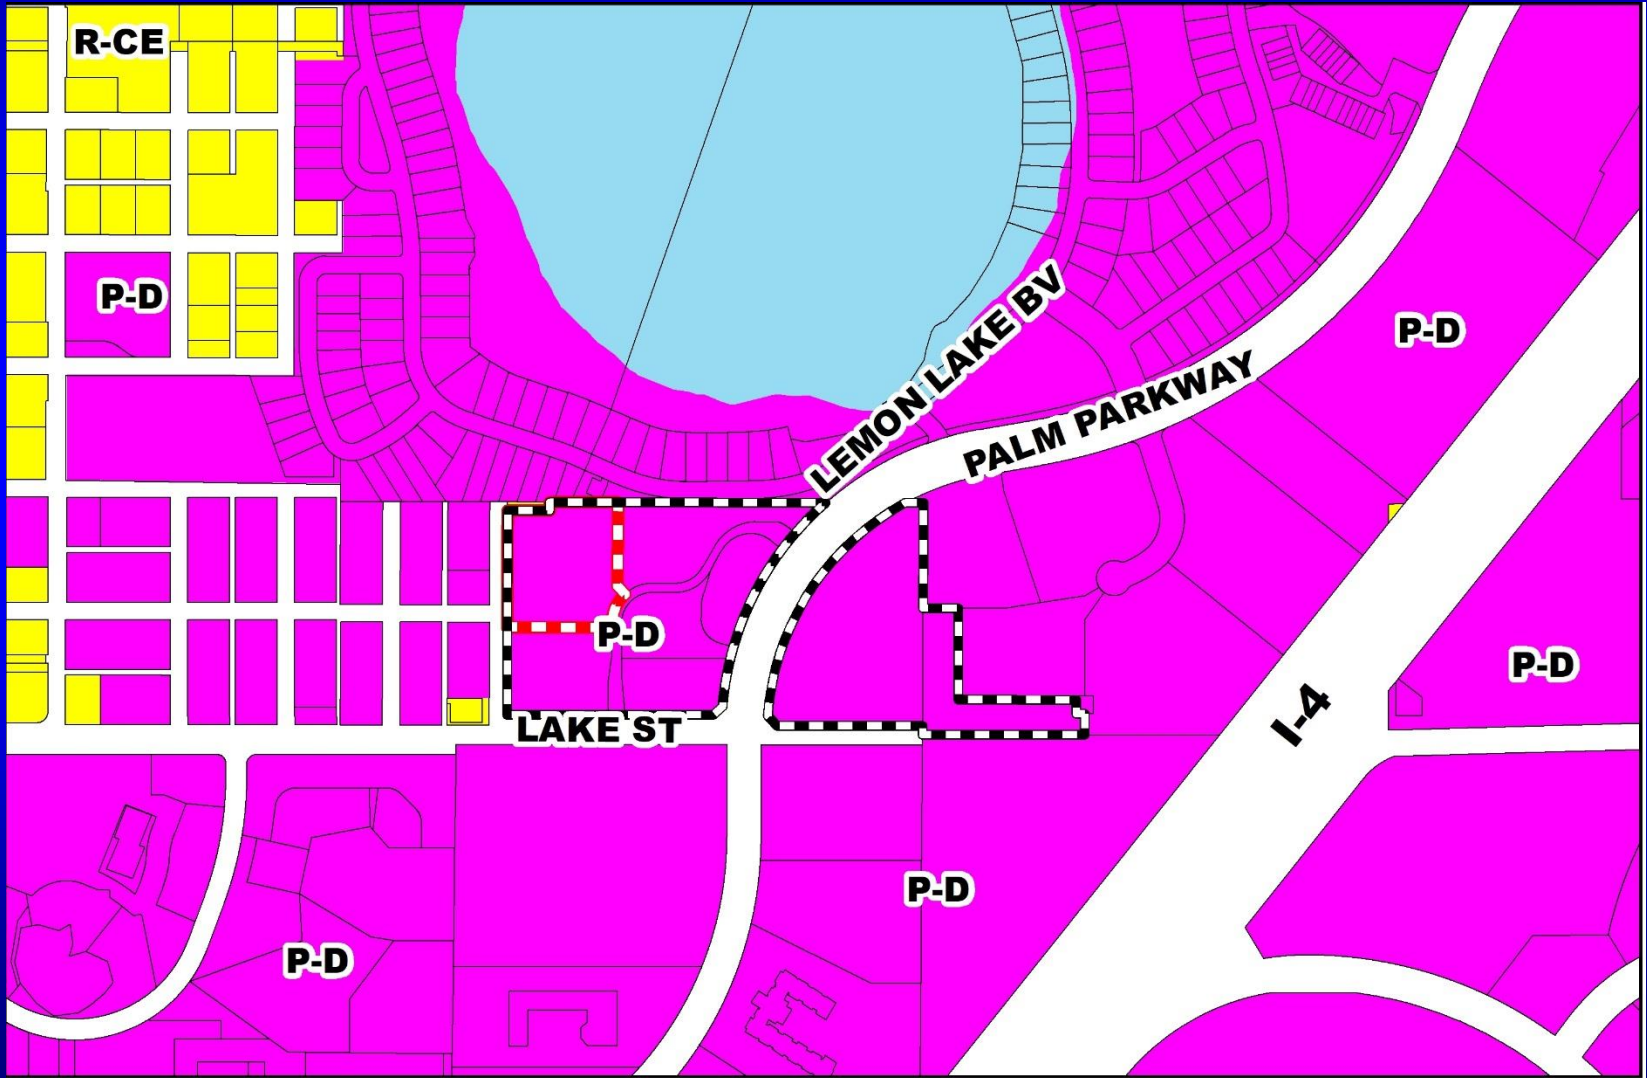 R-CE
P-D
LEMON LAKE BV
P-D
PALM PARKWAY
P-D
P-D
I-4
LAKE ST
P-D
P-D